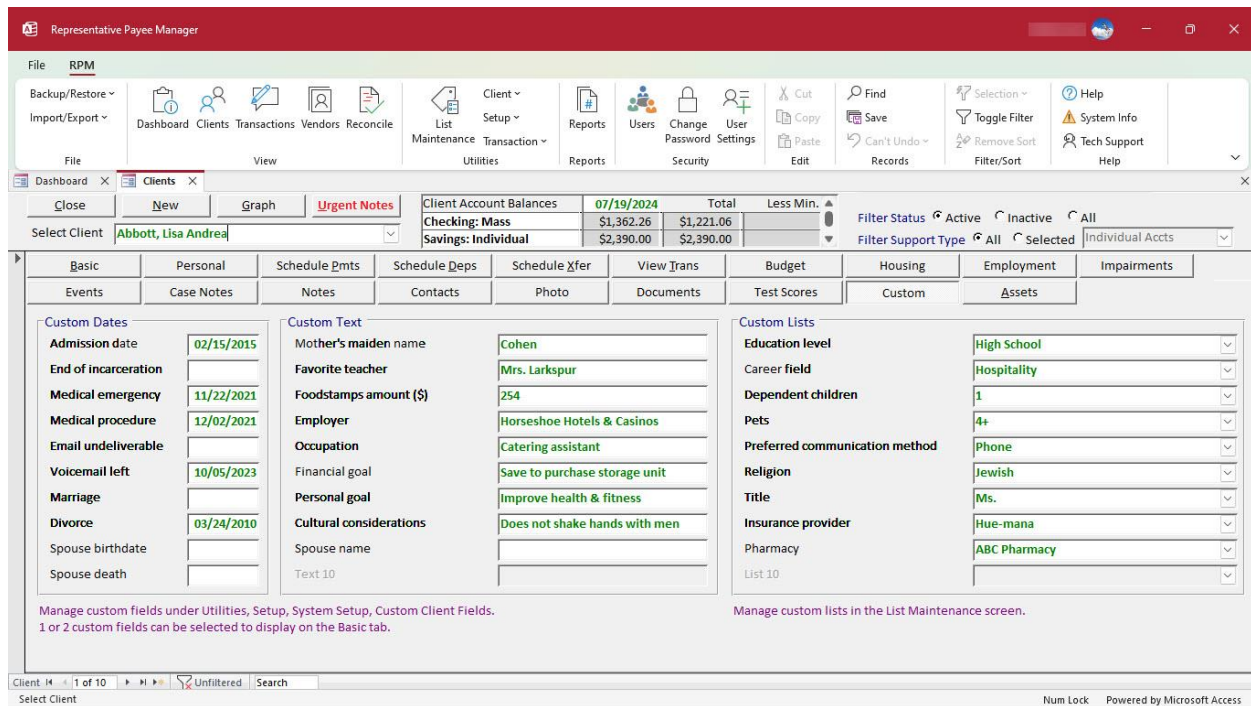 Representative Payee Manager
File RPM
Backup/Restore
Import/Export
Dashboard Clients Transactions Vendors Reconcile
List Maintenance
Client
Setup
Transaction
Reports
Users
Change Password
User Settings
Cut
Copy
Paste
Find
Save
Can't Undo
Selection
Toggle Filter
Remove Sort
Help
System Info
Tech Support
File View Utilities Reports Security Edit Records Filter/Sort Help
Dashboard Clients
Close New Graph Urgent Notes
Client Account Balances 07/19/2024 Total Less Min.
Checking: Mass $1,362.26 $1,221.06
Savings: Individual $2,390.00 $2,390.00
Filter Status Active Inactive All
Select Client Abbott, Lisa Andrea
Filter Support Type All Selected Individual Accts
Basic Personal Schedule Pmts Schedule Deps Schedule Xfer View Trans Budget Housing Employment Impairments
Events Case Notes Notes Contacts Photo Documents Test Scores Custom Assets
Custom Dates
Admission date 02/15/2015
End of incarceration
Medical emergency 11/22/2021
Medical procedure 12/02/2021
Email undeliverable
Voicemail left 10/05/2023
Marriage
Divorce 03/24/2010
Spouse birthdate
Spouse death
Custom Text
Mother's maiden name Cohen
Favorite teacher Mrs. Larkspur
Foodstamps amount ($) 254
Employer Horseshoe Hotels & Casinos
Occupation Catering assistant
Financial goal Save to purchase storage unit
Personal goal Improve health & fitness
Cultural considerations Does not shake hands with men
Spouse name
Text 10
Custom Lists
Education level High School
Career field Hospitality
Dependent children 1
Pets 4+
Preferred communication method Phone
Religion Jewish
Title Ms.
Insurance provider Hue-mana
Pharmacy ABC Pharmacy
List 10
Manage custom fields under Utilities, Setup, System Setup, Custom Client Fields.
1 or 2 custom fields can be selected to display on the Basic tab.
Manage custom lists in the List Maintenance screen.
Client 1 of 10 Unfiltered Search
Select Client Num Lock Powered by Microsoft Access